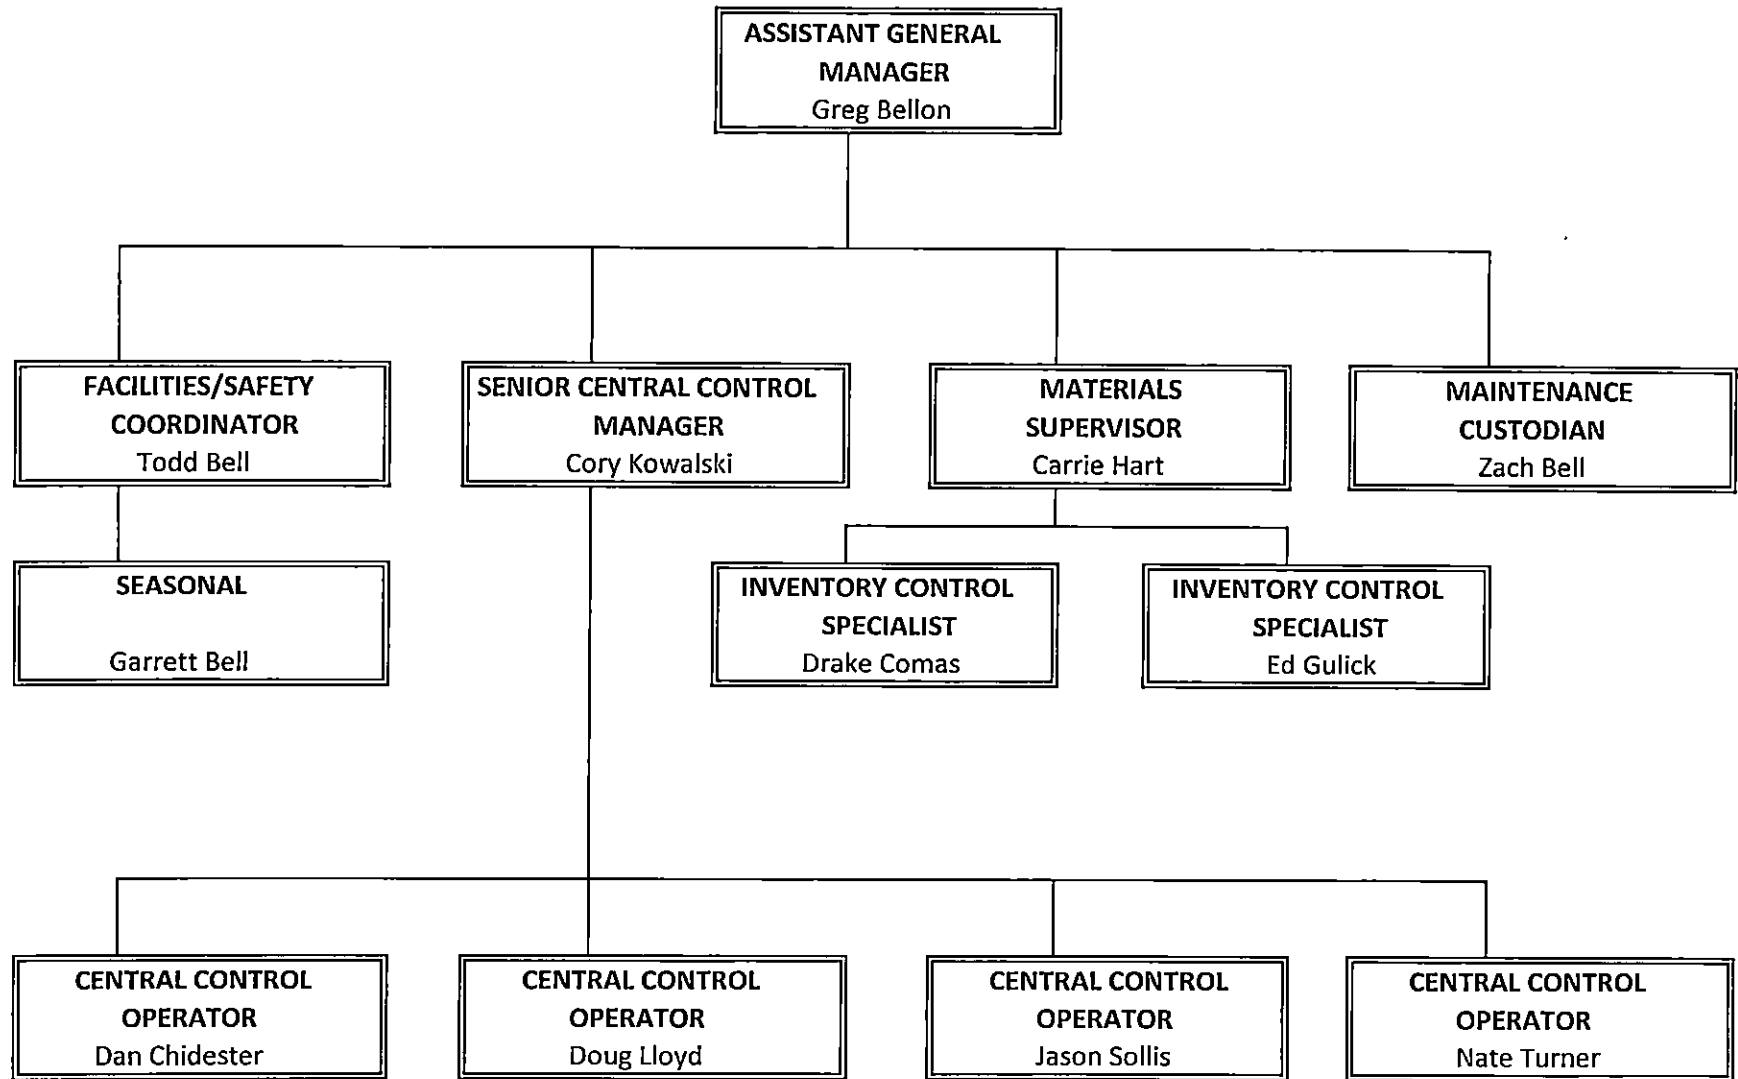 ASSISTANT GENERAL
MANAGER
Greg Bellon
FACILITIES/SAFETY
COORDINATOR
Todd Bell
SENIOR CENTRAL CONTROL
MANAGER
Cory Kowalski
MATERIALS
SUPERVISOR
Carrie Hart
MAINTENANCE
CUSTODIAN
Zach Bell
SEASONAL
Garrett Bell
INVENTORY CONTROL
SPECIALIST
Drake Comas
INVENTORY CONTROL
SPECIALIST
Ed Gulick
CENTRAL CONTROL
OPERATOR
Dan Chidester
CENTRAL CONTROL
OPERATOR
Doug Lloyd
CENTRAL CONTROL
OPERATOR
Jason Sollis
CENTRAL CONTROL
OPERATOR
Nate Turner